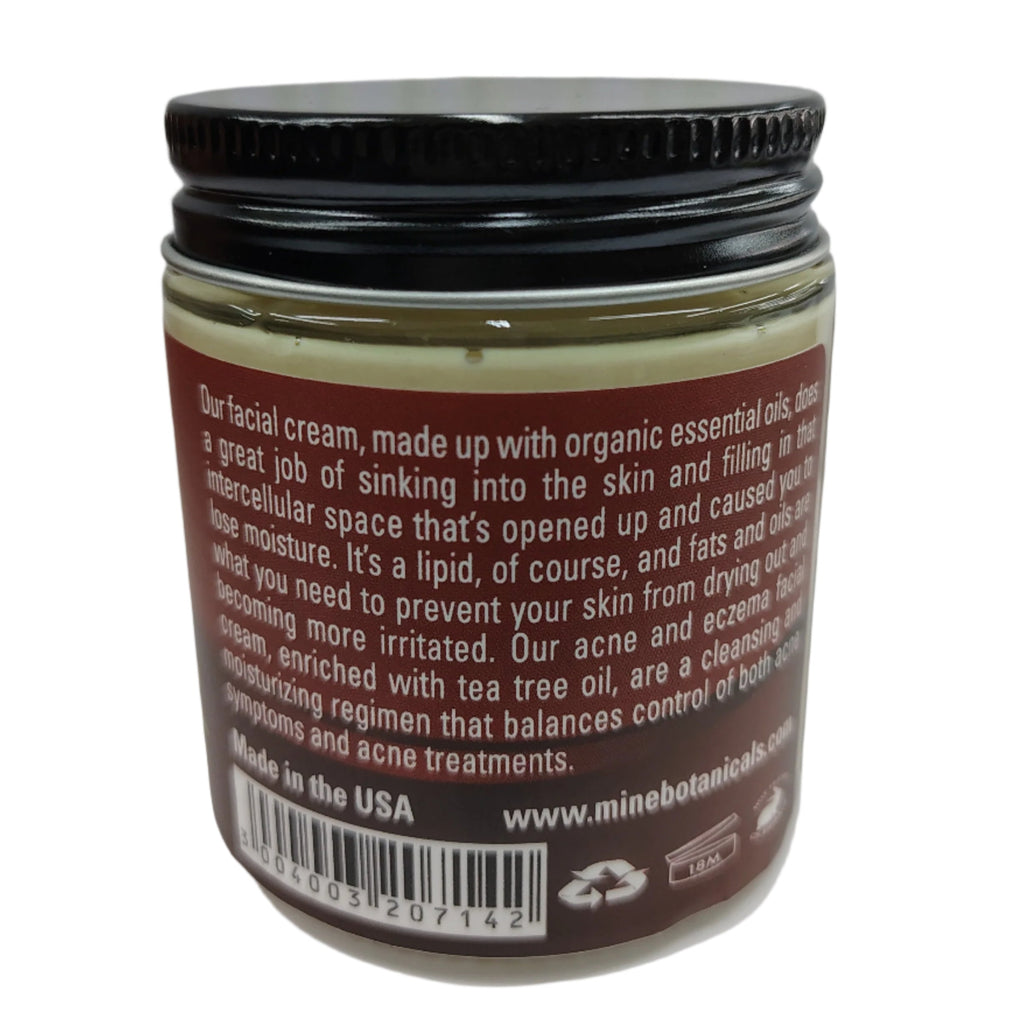 Our facial cream, made up with organic essential oils, does
a great job of sinking into the skin and filling in that
intercellular space that's opened up and caused you to
lose moisture. It's a lipid, of course, and fats and oils are
what you need to prevent your skin from drying out and
becoming more irritated. Our acne and eczema facial
cream, enriched with tea tree oil, are a cleansing and
moisturizing regimen that balances control of both acne
symptoms and acne treatments.
Made in the USA
www.minebotanicals.com
18M
3 004003 207142